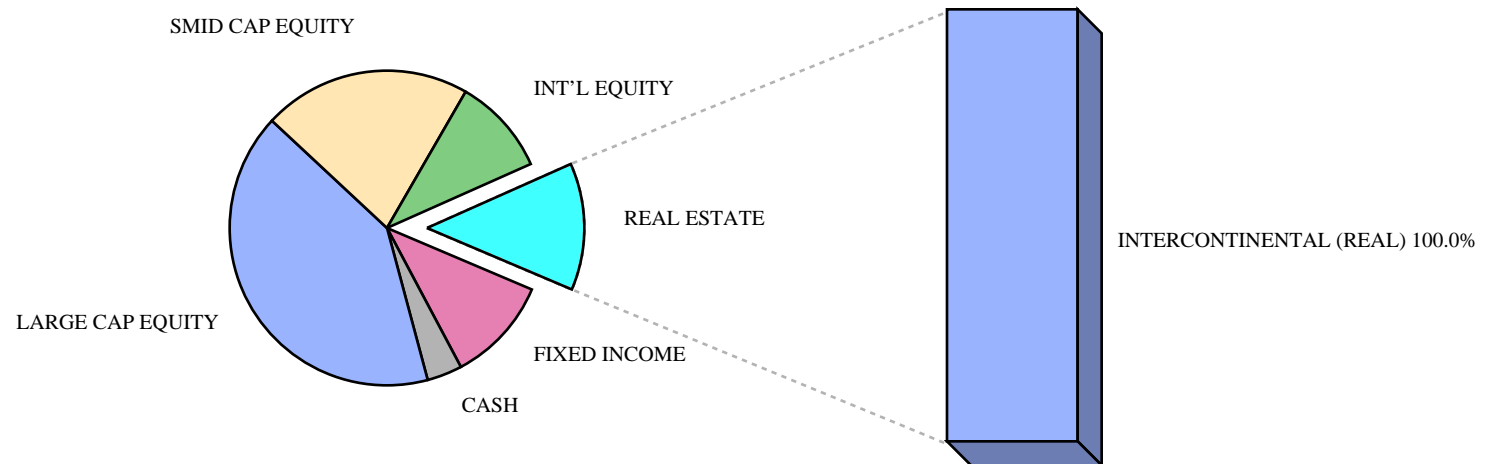 SMID CAP EQUITY
INT’L EQUITY
REAL ESTATE
INTERCONTINENTAL (REAL) 100.0%
LARGE CAP EQUITY
FIXED INCOME
CASH